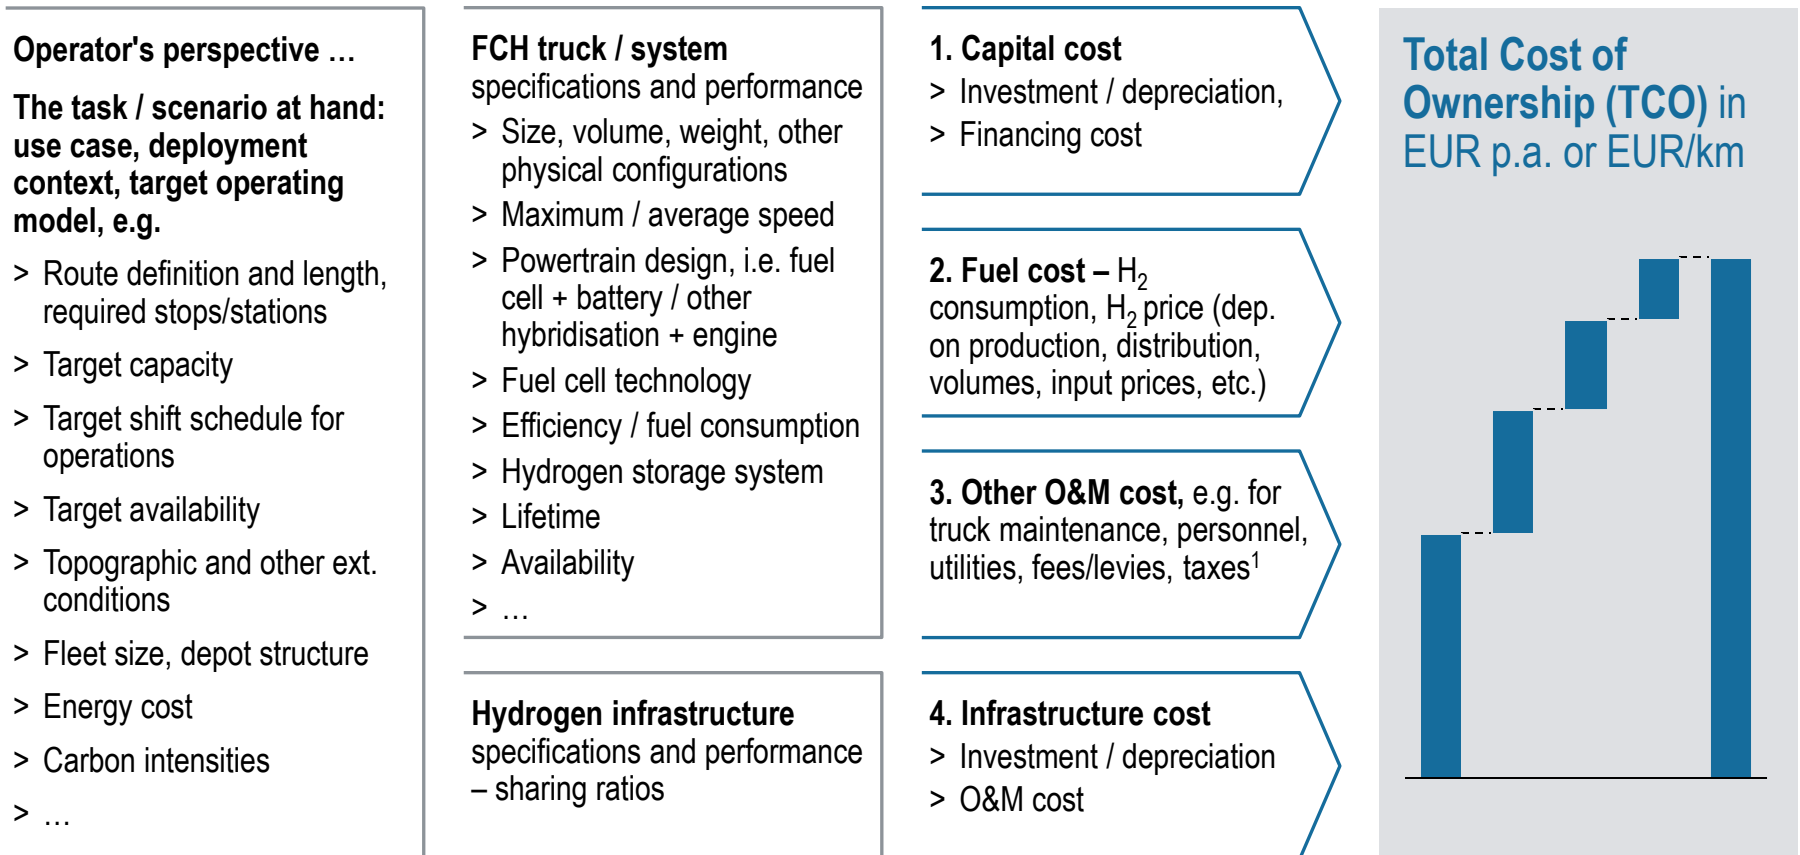 Operator's perspective …
The task / scenario at hand:
use case, deployment
context, target operating
model, e.g.
> Route definition and length,
required stops/stations
> Target capacity
> Target shift schedule for
operations
> Target availability
> Topographic and other ext.
conditions
> Fleet size, depot structure
> Energy cost
> Carbon intensities
> …
FCH truck / system
specifications and performance
> Size, volume, weight, other
physical configurations
> Maximum / average speed
> Powertrain design, i.e. fuel
cell + battery / other
hybridisation + engine
> Fuel cell technology
> Efficiency / fuel consumption
> Hydrogen storage system
> Lifetime
> Availability
> …
Hydrogen infrastructure
specifications and performance
– sharing ratios
1. Capital cost
> Investment / depreciation,
> Financing cost
2. Fuel cost – H₂
consumption, H₂ price (dep.
on production, distribution,
volumes, input prices, etc.)
3. Other O&M cost, e.g. for
truck maintenance, personnel,
utilities, fees/levies, taxes¹
4. Infrastructure cost
> Investment / depreciation
> O&M cost
Total Cost of
Ownership (TCO) in
EUR p.a. or EUR/km